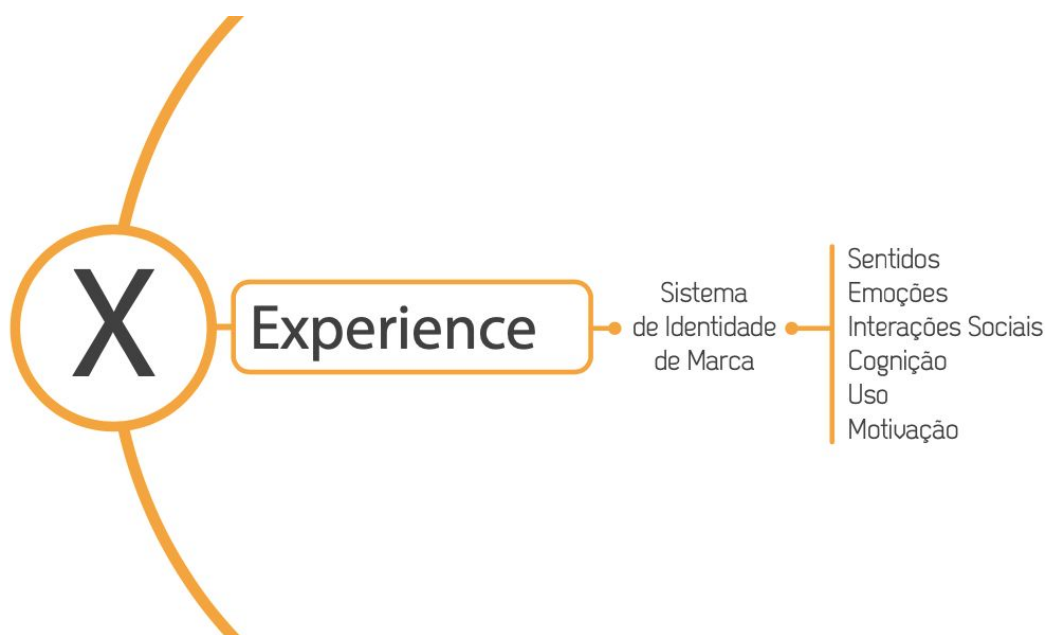 X
Experience
Sistema
de Identidade
de Marca
Sentidos
Emoções
Interações Sociais
Cognição
Uso
Motivação